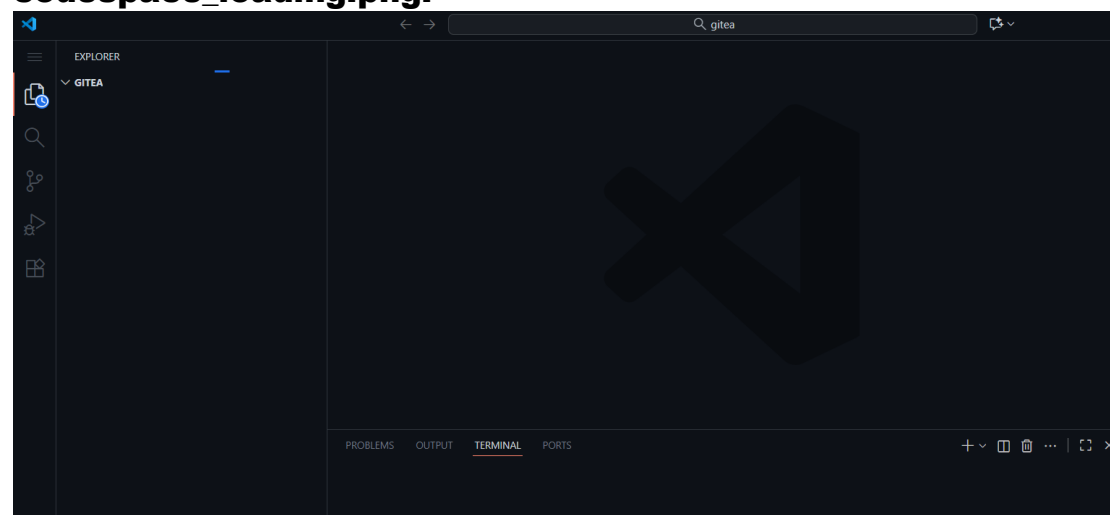 codespace_loading.png:
gitea
EXPLORER
GITEA
PROBLEMS OUTPUT TERMINAL PORTS